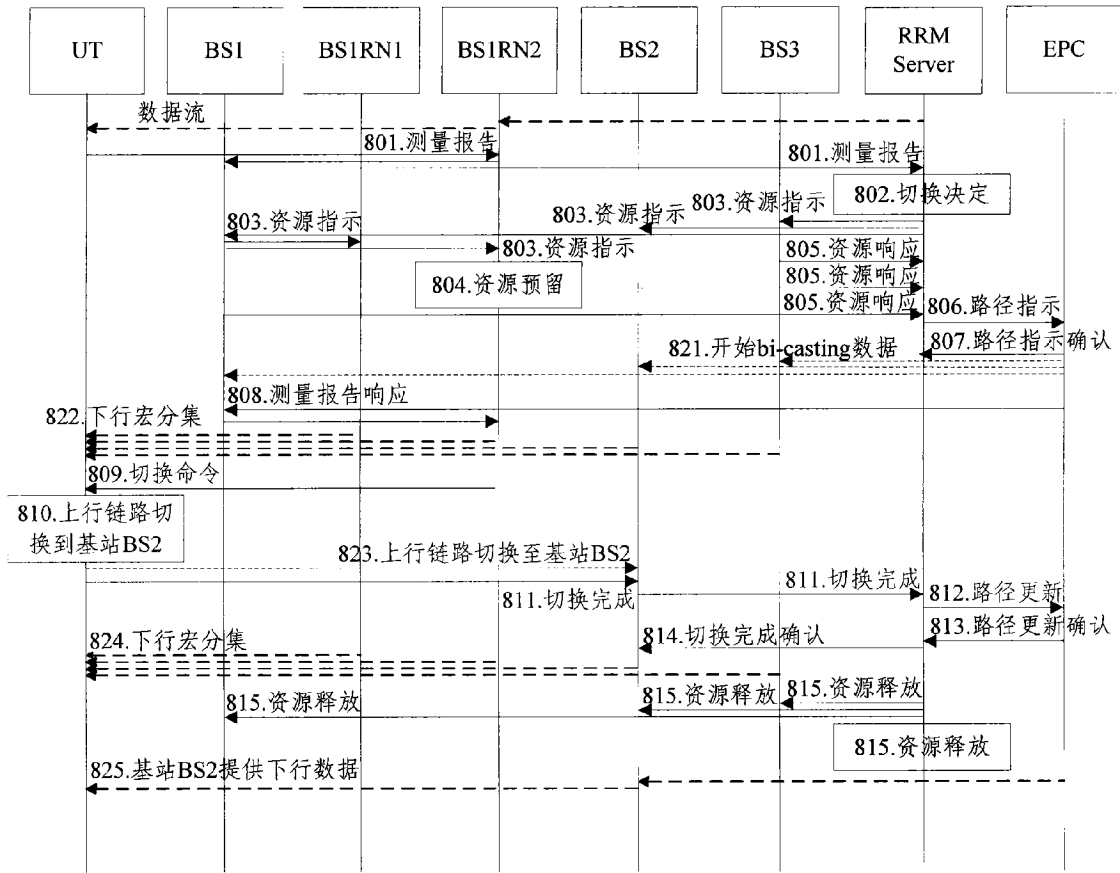 UT
BS1
BS1RN1
BS1RN2
BS2
BS3
RRM
Server
EPC
数据流
801.测量报告
801.测量报告
802.切换决定
803.资源指示
803.资源指示
803.资源指示
803.资源指示
804.资源预留
805.资源响应
805.资源响应
805.资源响应
806.路径指示
807.路径指示确认
821.开始bi-casting数据
808.测量报告响应
822.下行宏分集
809.切换命令
810.上行链路切
换到基站BS2
823.上行链路切换至基站BS2
811.切换完成
811.切换完成
812.路径更新
813.路径更新确认
814.切换完成确认
824.下行宏分集
815.资源释放
815.资源释放
815.资源释放
815.资源释放
825.基站BS2提供下行数据